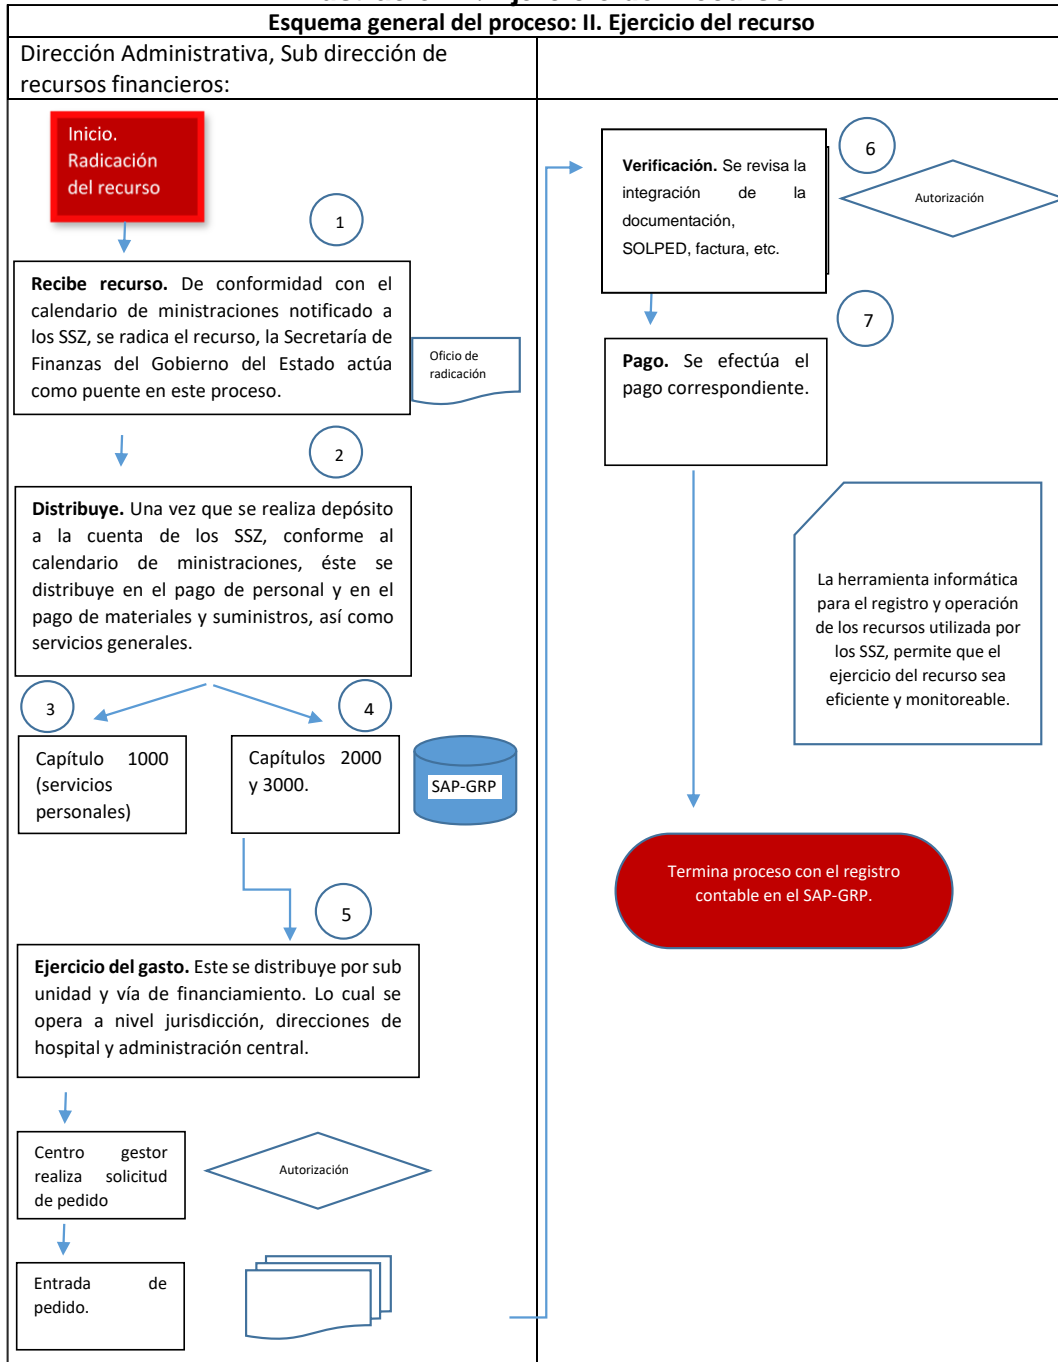 Esquema general del proceso: II. Ejercicio del recurso
Dirección Administrativa, Sub dirección de
recursos financieros:
Inicio.
Radicación
del recurso
1
Recibe recurso. De conformidad con el
calendario de ministraciones notificado a
los SSZ, se radica el recurso, la Secretaría de
Finanzas del Gobierno del Estado actúa
como puente en este proceso.
Oficio de
radicación
2
Distribuye. Una vez que se realiza depósito
a la cuenta de los SSZ, conforme al
calendario de ministraciones, éste se
distribuye en el pago de personal y en el
pago de materiales y suministros, así como
servicios generales.
3
4
Capítulo 1000
(servicios
personales)
Capítulos 2000
y 3000.
SAP-GRP
5
Ejercicio del gasto. Este se distribuye por sub
unidad y vía de financiamiento. Lo cual se
opera a nivel jurisdicción, direcciones de
hospital y administración central.
Centro gestor
realiza solicitud
de pedido
Autorización
Entrada de
pedido.
6
Verificación. Se revisa la
integración de la
documentación,
SOLPED, factura, etc.
Autorización
7
Pago. Se efectúa el
pago correspondiente.
La herramienta informática
para el registro y operación
de los recursos utilizada por
los SSZ, permite que el
ejercicio del recurso sea
eficiente y monitoreable.
Termina proceso con el registro
contable en el SAP-GRP.